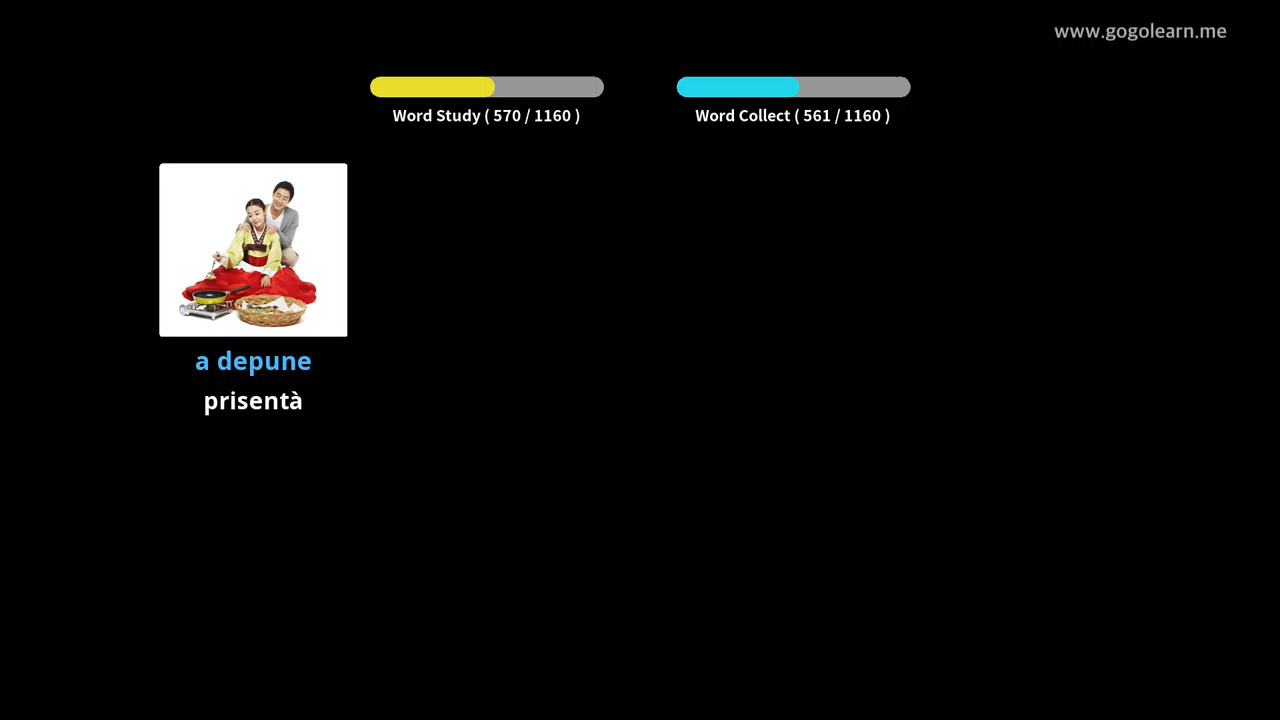 www.gogolearn.me
Word Study ( 570 / 1160 )
Word Collect ( 561 / 1160 )
a depune
prisentà